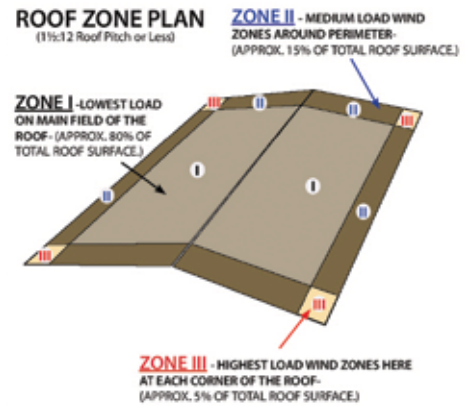 ROOF ZONE PLAN
(1½:12 Roof Pitch or Less)
ZONE II - MEDIUM LOAD WIND
ZONES AROUND PERIMETER-
(APPROX. 15% OF TOTAL ROOF SURFACE.)
ZONE I -LOWEST LOAD
ON MAIN FIELD OF THE
ROOF- (APPROX. 80% OF
TOTAL ROOF SURFACE.)
III
II
II
III
I
I
II
II
III
III
ZONE III - HIGHEST LOAD WIND ZONES HERE
AT EACH CORNER OF THE ROOF-
(APPROX. 5% OF TOTAL ROOF SURFACE.)